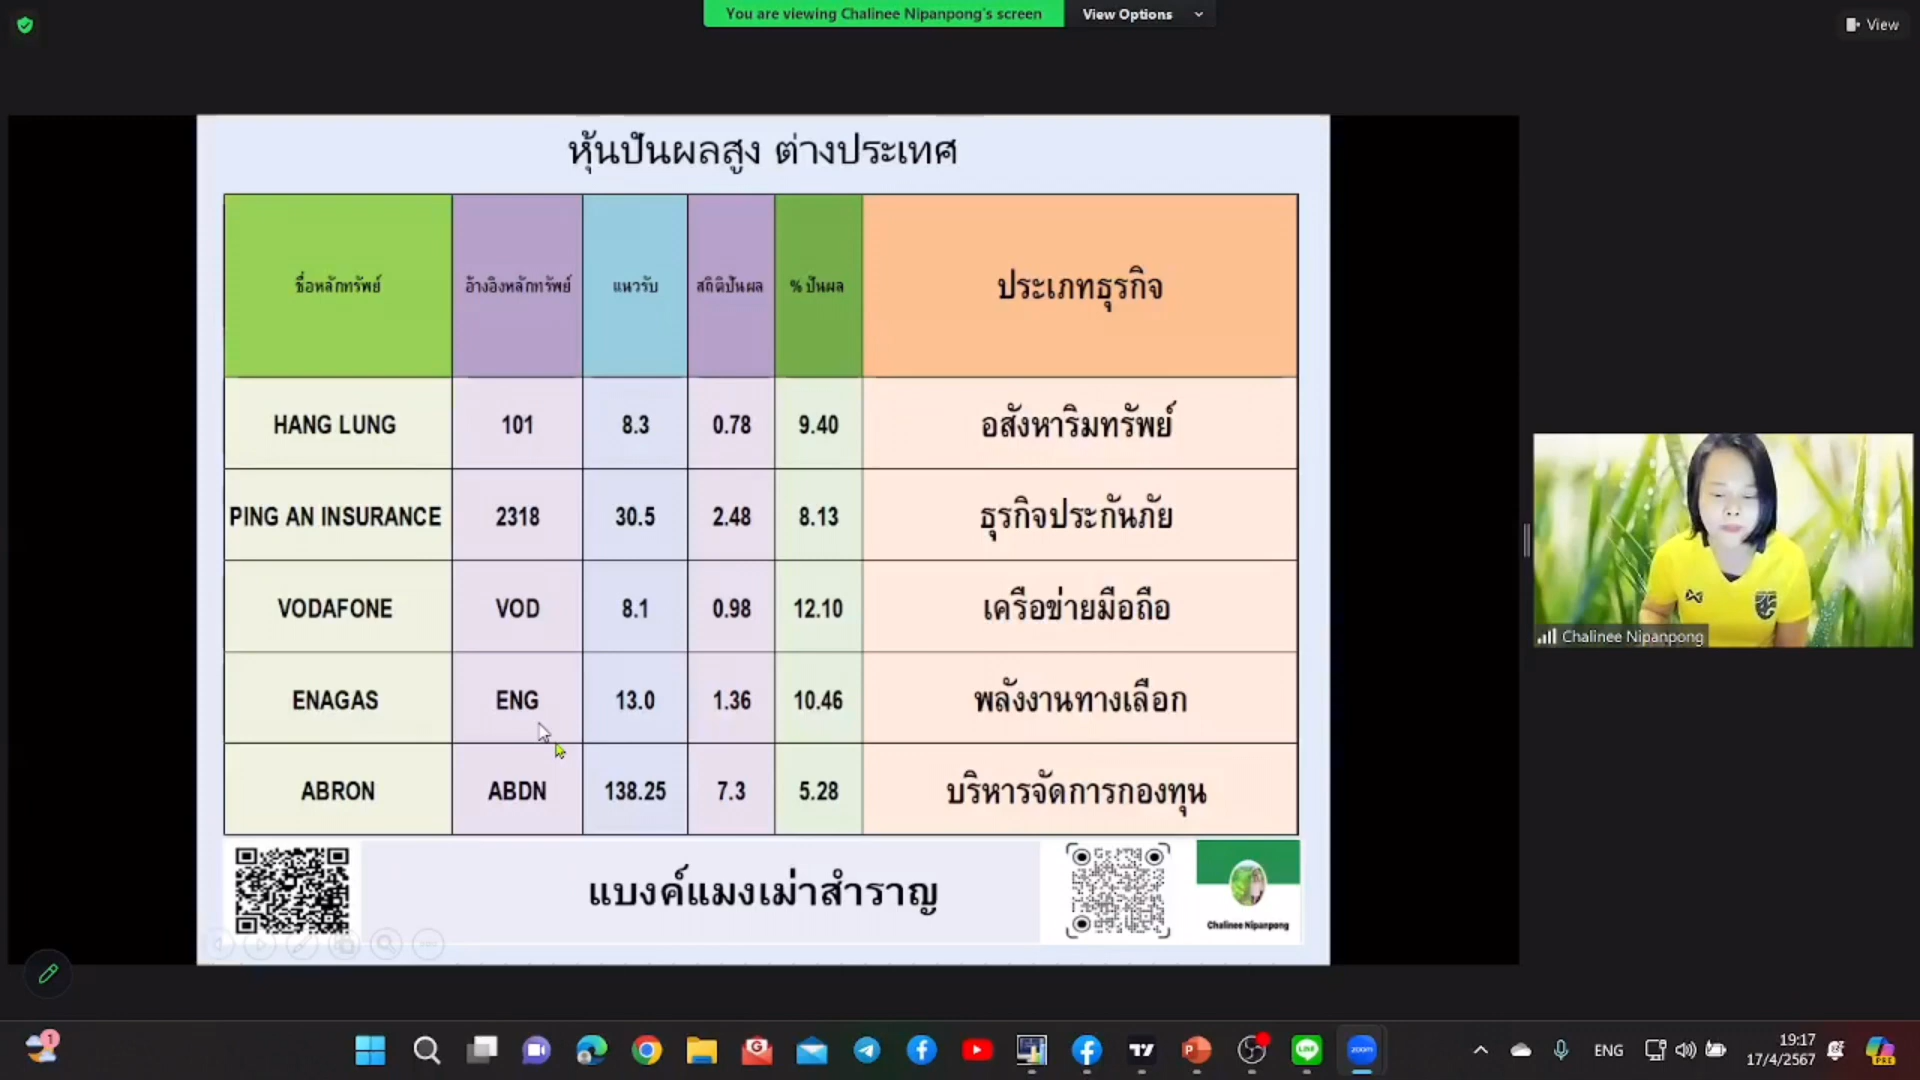 You are viewing Chalinee Nipanpong's screen
View Options
View
หุ้นปันผลสูง ต่างประเทศ
ชื่อหลักทรัพย์ อ้างอิงหลักทรัพย์ แนวรับ สถิติปันผล % ปันผล ประเภทธุรกิจ
HANG LUNG 101 8.3 0.78 9.40 อสังหาริมทรัพย์
PING AN INSURANCE 2318 30.5 2.48 8.13 ธุรกิจประกันภัย
VODAFONE VOD 8.1 0.98 12.10 เครือข่ายมือถือ
ENAGAS ENG 13.0 1.36 10.46 พลังงานทางเลือก
ABRON ABDN 138.25 7.3 5.28 บริหารจัดการกองทุน
แบงค์แมงเม่าสำราญ
Chalinee Nipanpong
Chalinee Nipanpong
1
ENG
19:17
17/4/2567
LINE
zoom
PRE